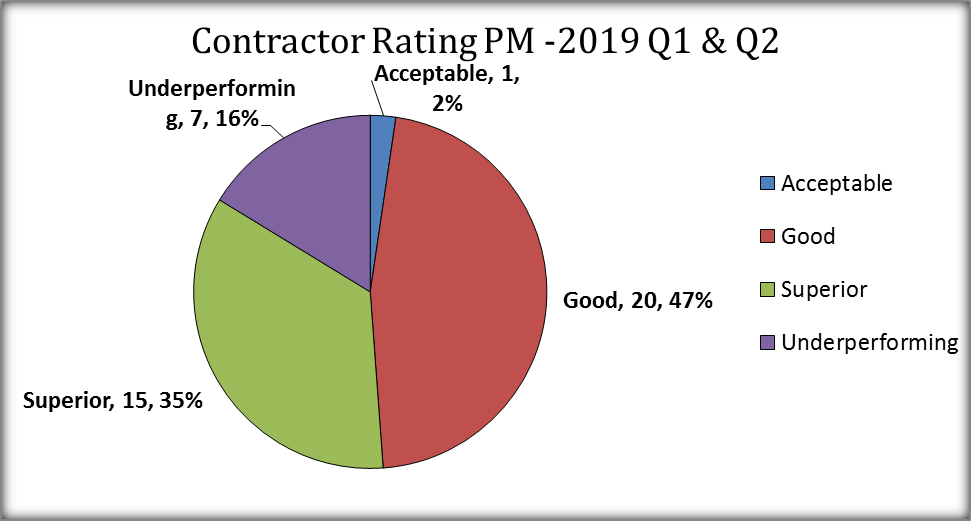 Contractor Rating PM -2019 Q1 & Q2
Acceptable, 1,
2%
Underperformin
g, 7, 16%
Good, 20, 47%
Superior, 15, 35%
Acceptable
Good
Superior
Underperforming